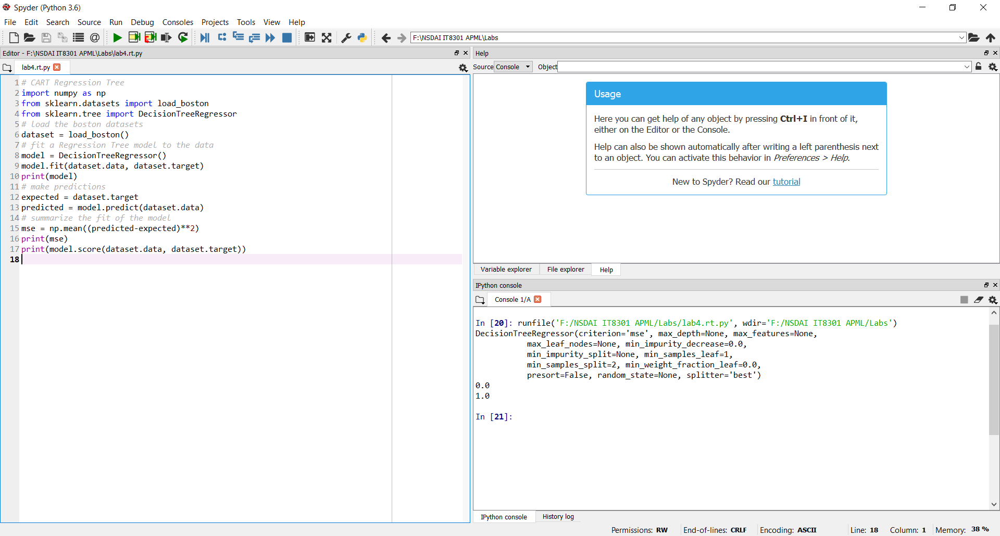 Spyder (Python 3.6)
File Edit Search Source Run Debug Consoles Projects Tools View Help
F:\NSDAI IT8301 APML\Labs
Editor - F:\NSDAI IT8301 APML\Labs\lab4.rt.py
lab4.rt.py
1 # CART Regression Tree
2 import numpy as np
3 from sklearn.datasets import load_boston
4 from sklearn.tree import DecisionTreeRegressor
5 # load the boston datasets
6 dataset = load_boston()
7 # fit a Regression Tree model to the data
8 model = DecisionTreeRegressor()
9 model.fit(dataset.data, dataset.target)
10 print(model)
11 # make predictions
12 expected = dataset.target
13 predicted = model.predict(dataset.data)
14 # summarize the fit of the model
15 mse = np.mean((predicted-expected)**2)
16 print(mse)
17 print(model.score(dataset.data, dataset.target))
18
Help
Source Console Object
Usage
Here you can get help of any object by pressing Ctrl+I in front of it,
either on the Editor or the Console.
Help can also be shown automatically after writing a left parenthesis next
to an object. You can activate this behavior in Preferences > Help.
New to Spyder? Read our tutorial
Variable explorer File explorer Help
IPython console
Console 1/A
In [20]: runfile('F:/NSDAI IT8301 APML/Labs/lab4.rt.py', wdir='F:/NSDAI IT8301 APML/Labs')
DecisionTreeRegressor(criterion='mse', max_depth=None, max_features=None,
max_leaf_nodes=None, min_impurity_decrease=0.0,
min_impurity_split=None, min_samples_leaf=1,
min_samples_split=2, min_weight_fraction_leaf=0.0,
presort=False, random_state=None, splitter='best')
0.0
1.0
In [21]:
IPython console History log
Permissions: RW End-of-lines: CRLF Encoding: ASCII Line: 18 Column: 1 Memory: 38 %